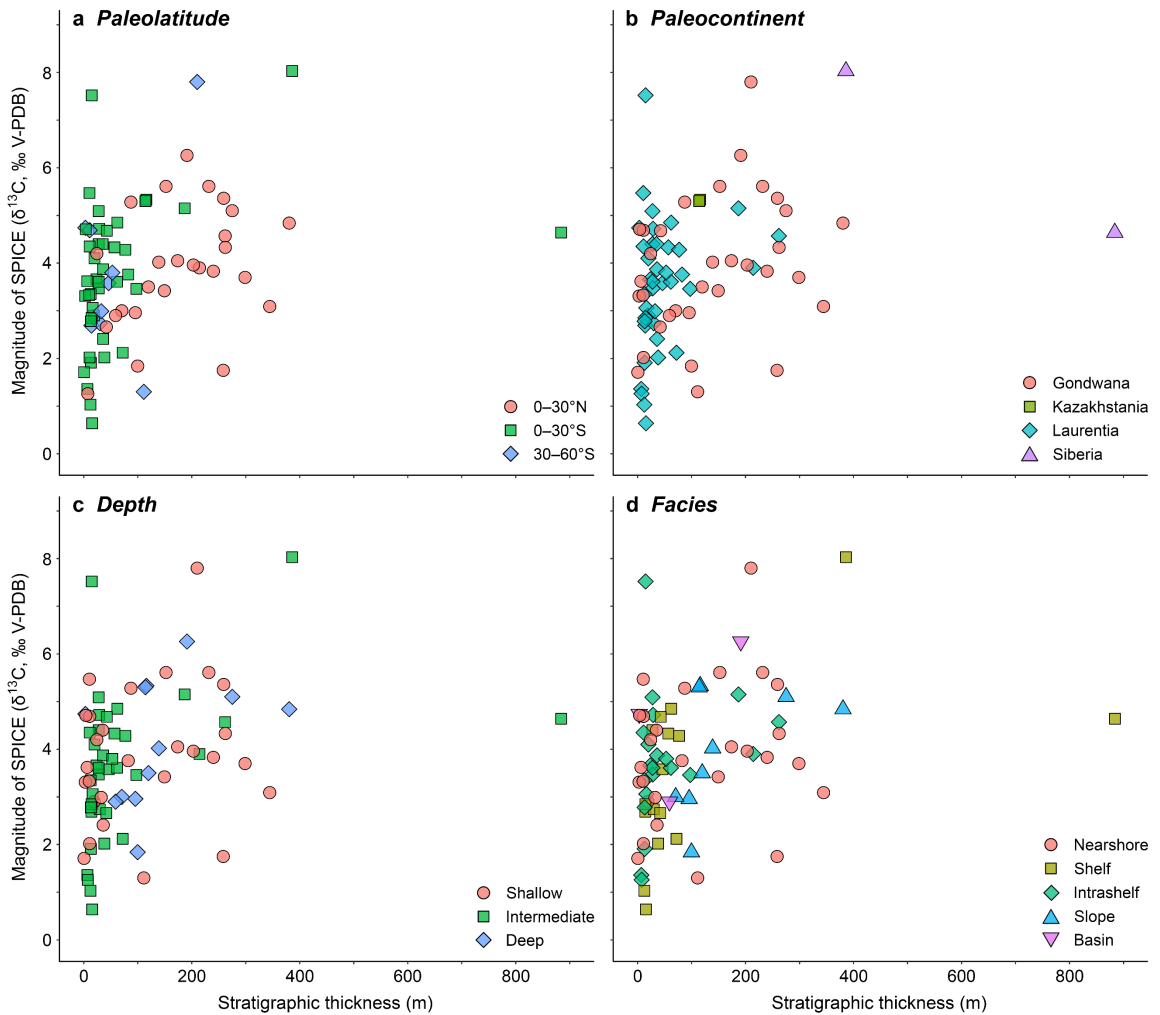 a Paleolatitude
b Paleocontinent
Magnitude of SPICE (δ¹³C, ‰ V-PDB)
8
6
4
2
0
0–30°N
0–30°S
30–60°S
Gondwana
Kazakhstania
Laurentia
Siberia
c Depth
d Facies
Magnitude of SPICE (δ¹³C, ‰ V-PDB)
8
6
4
2
0
Shallow
Intermediate
Deep
Nearshore
Shelf
Intrashelf
Slope
Basin
0 200 400 600 800
0 200 400 600 800
Stratigraphic thickness (m)
Stratigraphic thickness (m)